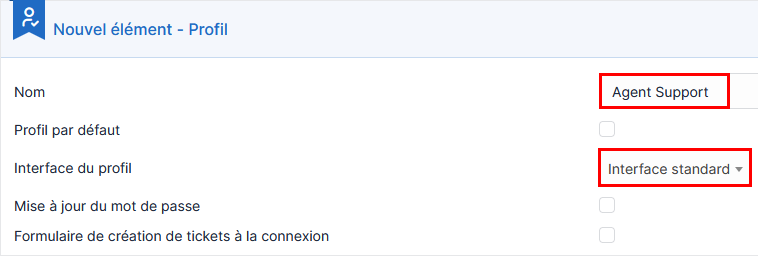 Nouvel élément - Profil
Nom Agent Support
Profil par défaut
Interface du profil Interface standard
Mise à jour du mot de passe
Formulaire de création de tickets à la connexion